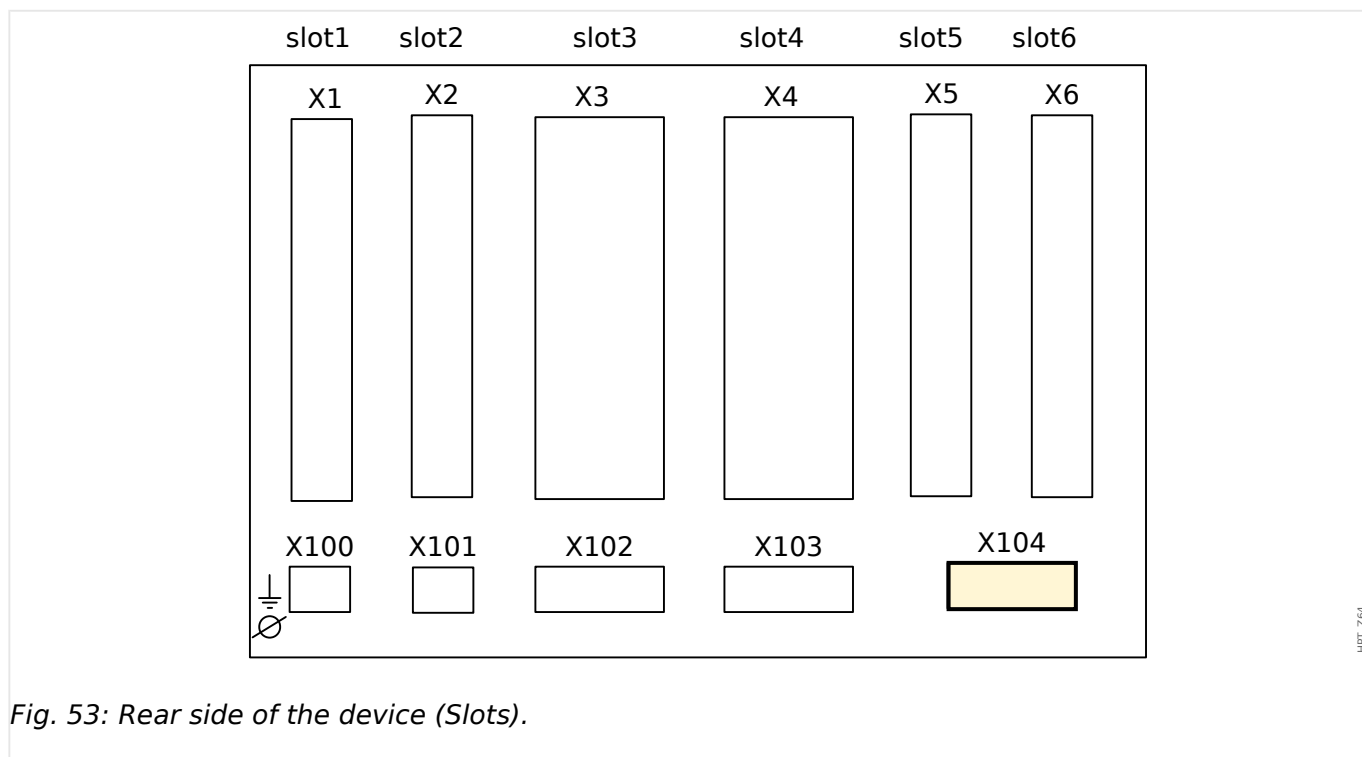 slot1 slot2 slot3 slot4 slot5 slot6
X1 X2 X3 X4 X5 X6
X100 X101 X102 X103 X104
Fig. 53: Rear side of the device (Slots).